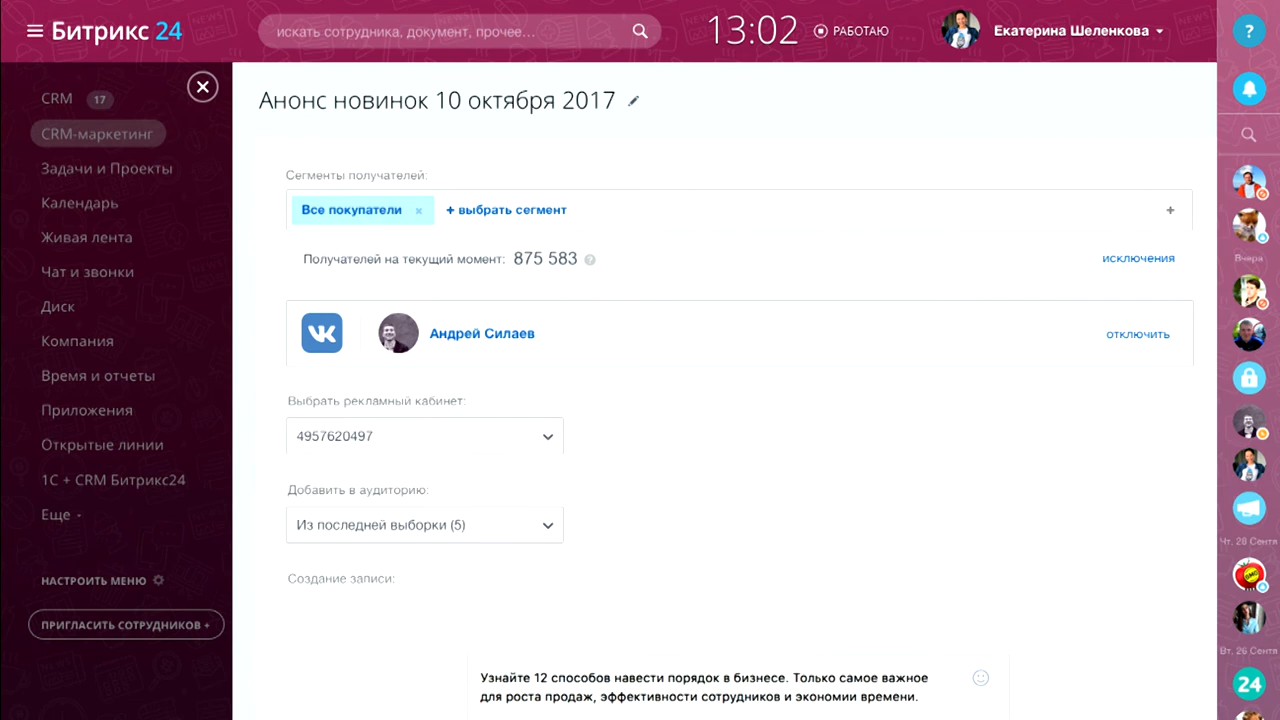 Битрикс 24
искать сотрудника, документ, прочее...
13:02
РАБОТАЮ
Екатерина Шеленкова
?
CRM 17
CRM-маркетинг
Задачи и Проекты
Календарь
Живая лента
Чат и звонки
Диск
Компания
Время и отчеты
Приложения
Открытые линии
1С + CRM Битрикс24
Еще
НАСТРОИТЬ МЕНЮ
ПРИГЛАСИТЬ СОТРУДНИКОВ +
Анонс новинок 10 октября 2017
Сегменты получателей:
Все покупатели × + выбрать сегмент +
Получателей на текущий момент: 875 583 ?
исключения
Андрей Силаев
отключить
Выбрать рекламный кабинет:
4957620497
Добавить в аудиторию:
Из последней выборки (5)
Создание записи:
Узнайте 12 способов навести порядок в бизнесе. Только самое важное
для роста продаж, эффективности сотрудников и экономии времени.
Вчера
Чт, 28 Сентя
Вт, 26 Сентя
24